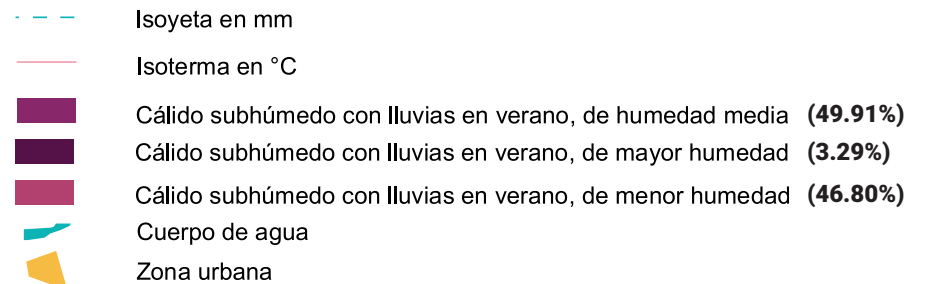 Isoyeta en mm
Isoterma en °C
Cálido subhúmedo con lluvias en verano, de humedad media (49.91%)
Cálido subhúmedo con lluvias en verano, de mayor humedad (3.29%)
Cálido subhúmedo con lluvias en verano, de menor humedad (46.80%)
Cuerpo de agua
Zona urbana